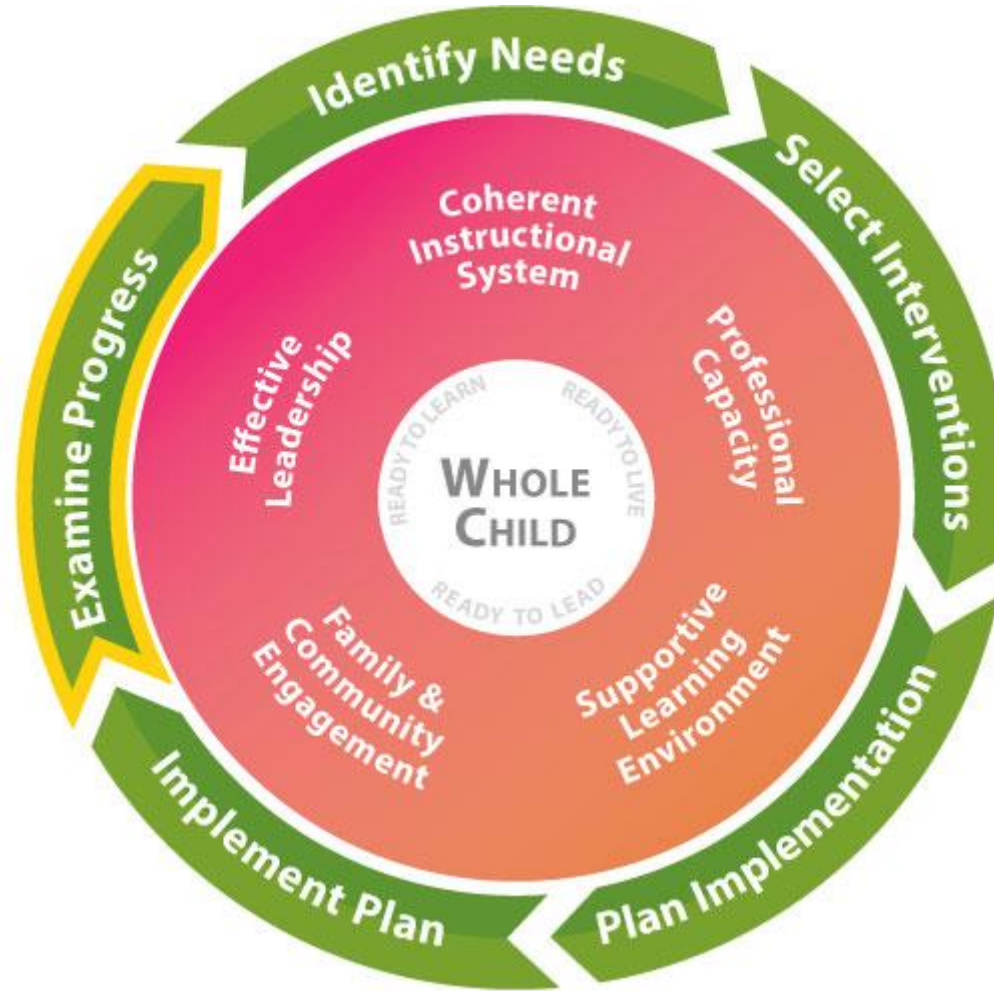 Identify Needs
Select Interventions
Plan Implementation
Implement Plan
Examine Progress
Coherent
Instructional
System
Professional
Capacity
Supportive
Learning
Environment
Family &
Community
Engagement
Effective
Leadership
READY TO LEARN
READY TO LIVE
READY TO LEAD
WHOLE
CHILD